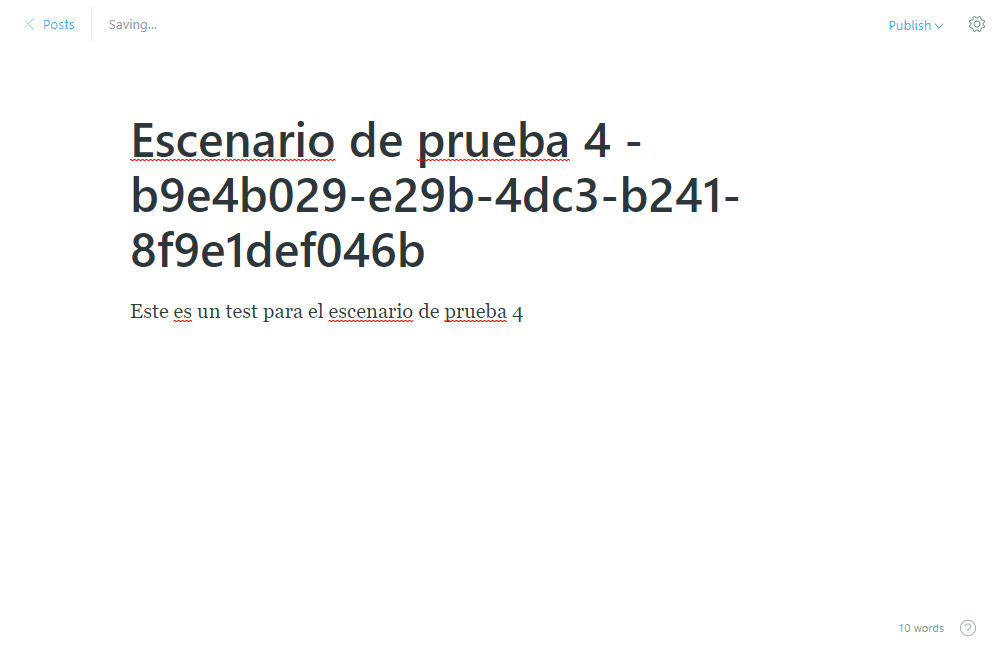 Posts
Saving...
Publish
Escenario de prueba 4 -
b9e4b029-e29b-4dc3-b241-
8f9e1def046b
Este es un test para el escenario de prueba 4
10 words
?